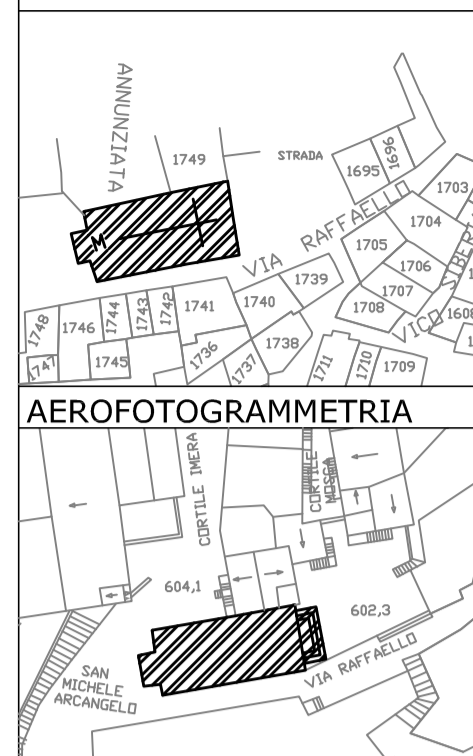 ANNUNZIATA
1749
STRADA
1695
1696
1703
M
VIA RAFFAELLO
1704
1705
1706
1707
1708
1739
1740
1741
1742
1743
1744
1746
1748
1747
1745
1736
1737
1738
1711
1710
1709
AEROFOTOGRAMMETRIA
CORTILE IMERA
CORTILE
MOSCA
604,1
602,3
SAN
MICHELE
ARCANGELO
VIA RAFFAELLO